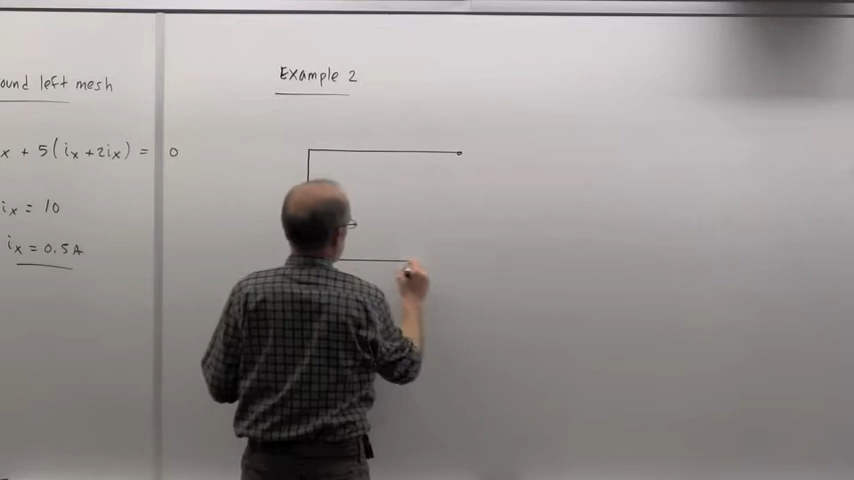 ound left mesh
x + 5(ix+2ix) = 0
ix = 10
ix = 0.5A
Example 2